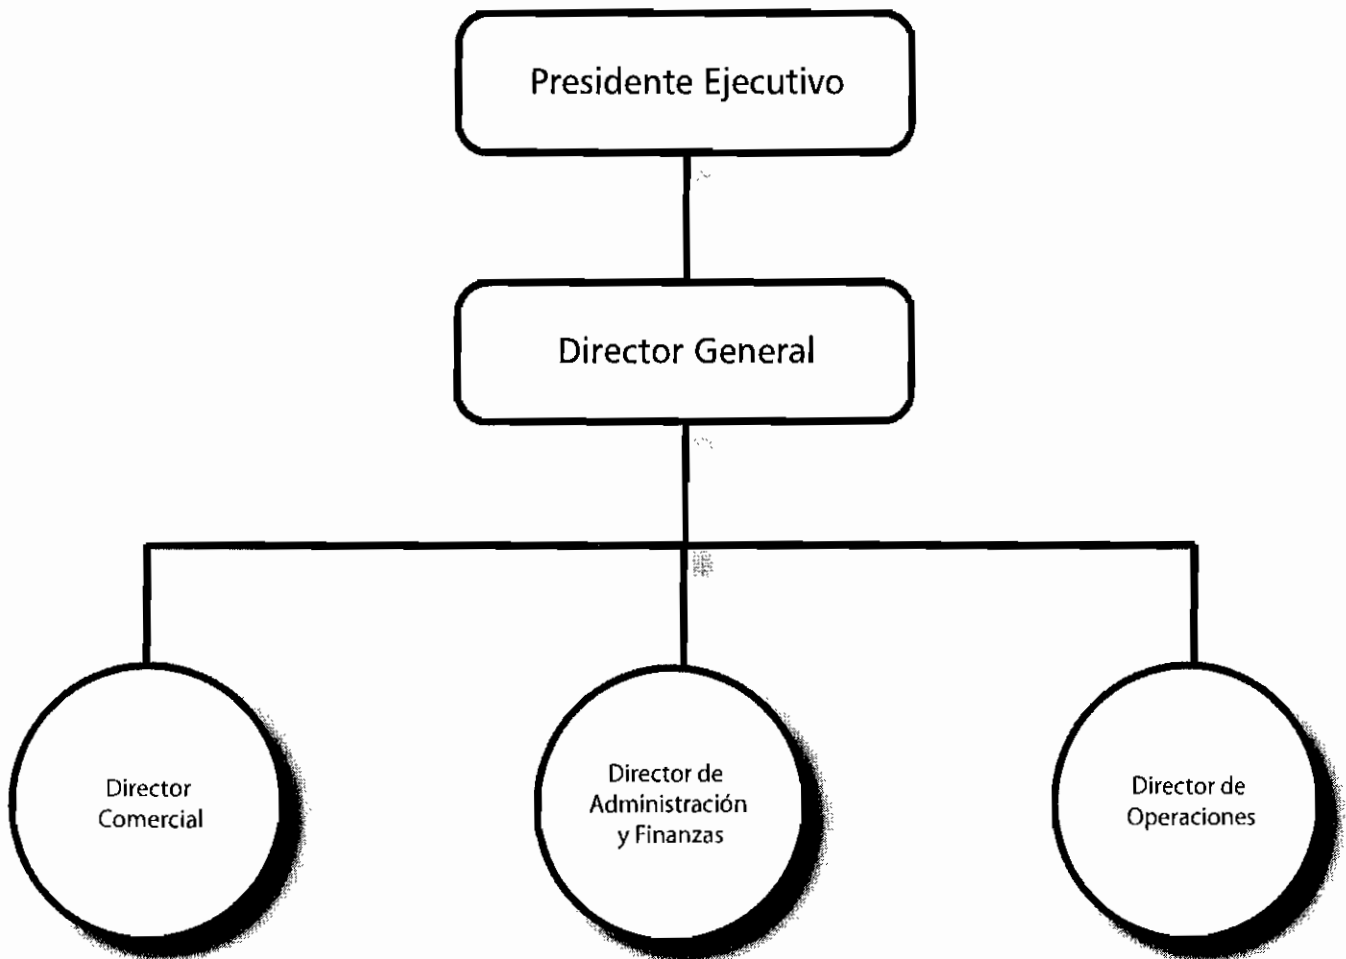 Presidente Ejecutivo
Director General
Director
Comercial
Director de
Administración
y Finanzas
Director de
Operaciones